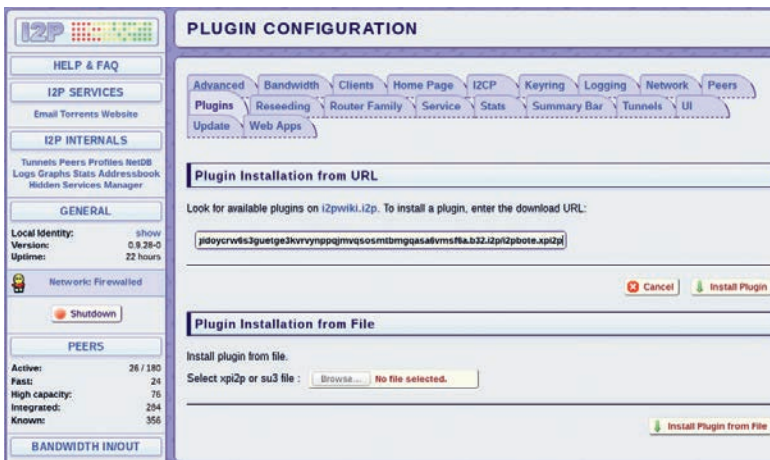 I2P
HELP & FAQ
I2P SERVICES
Email Torrents Website
I2P INTERNALS
Tunnels Peers Profiles NetDB
Logs Graphs Stats Addressbook
Hidden Services Manager
GENERAL
Local Identity: show
Version: 0.9.28-0
Uptime: 22 hours
Network: Firewalled
Shutdown
PEERS
Active: 26 / 180
Fast: 24
High capacity: 76
Integrated: 284
Known: 356
BANDWIDTH IN/OUT
PLUGIN CONFIGURATION
Advanced Bandwidth Clients Home Page I2CP Keyring Logging Network Peers
Plugins Reseeding Router Family Service Stats Summary Bar Tunnels UI
Update Web Apps
Plugin Installation from URL
Look for available plugins on i2pwiki.i2p. To install a plugin, enter the download URL:
Cancel Install Plugin
Plugin Installation from File
Install plugin from file.
Select xpi2p or su3 file : Browse... No file selected.
Install Plugin from File